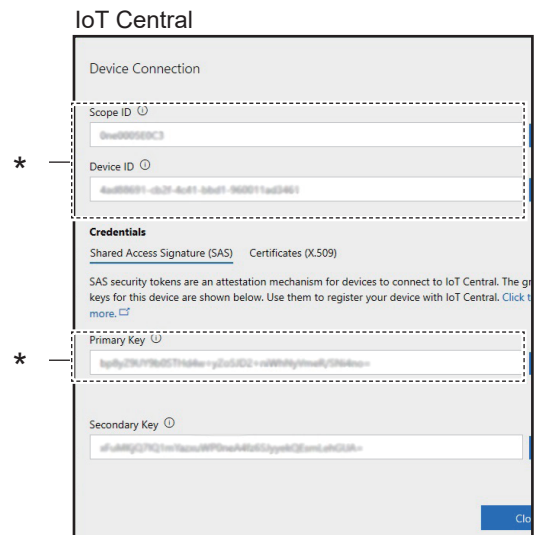 IoT Central
Device Connection
Scope ID
*
Device ID
Credentials
Shared Access Signature (SAS) Certificates (X.509)
SAS security tokens are an attestation mechanism for devices to connect to IoT Central. The gr
keys for this device are shown below. Use them to register your device with IoT Central. Click t
more.
Primary Key
*
Secondary Key
Clo